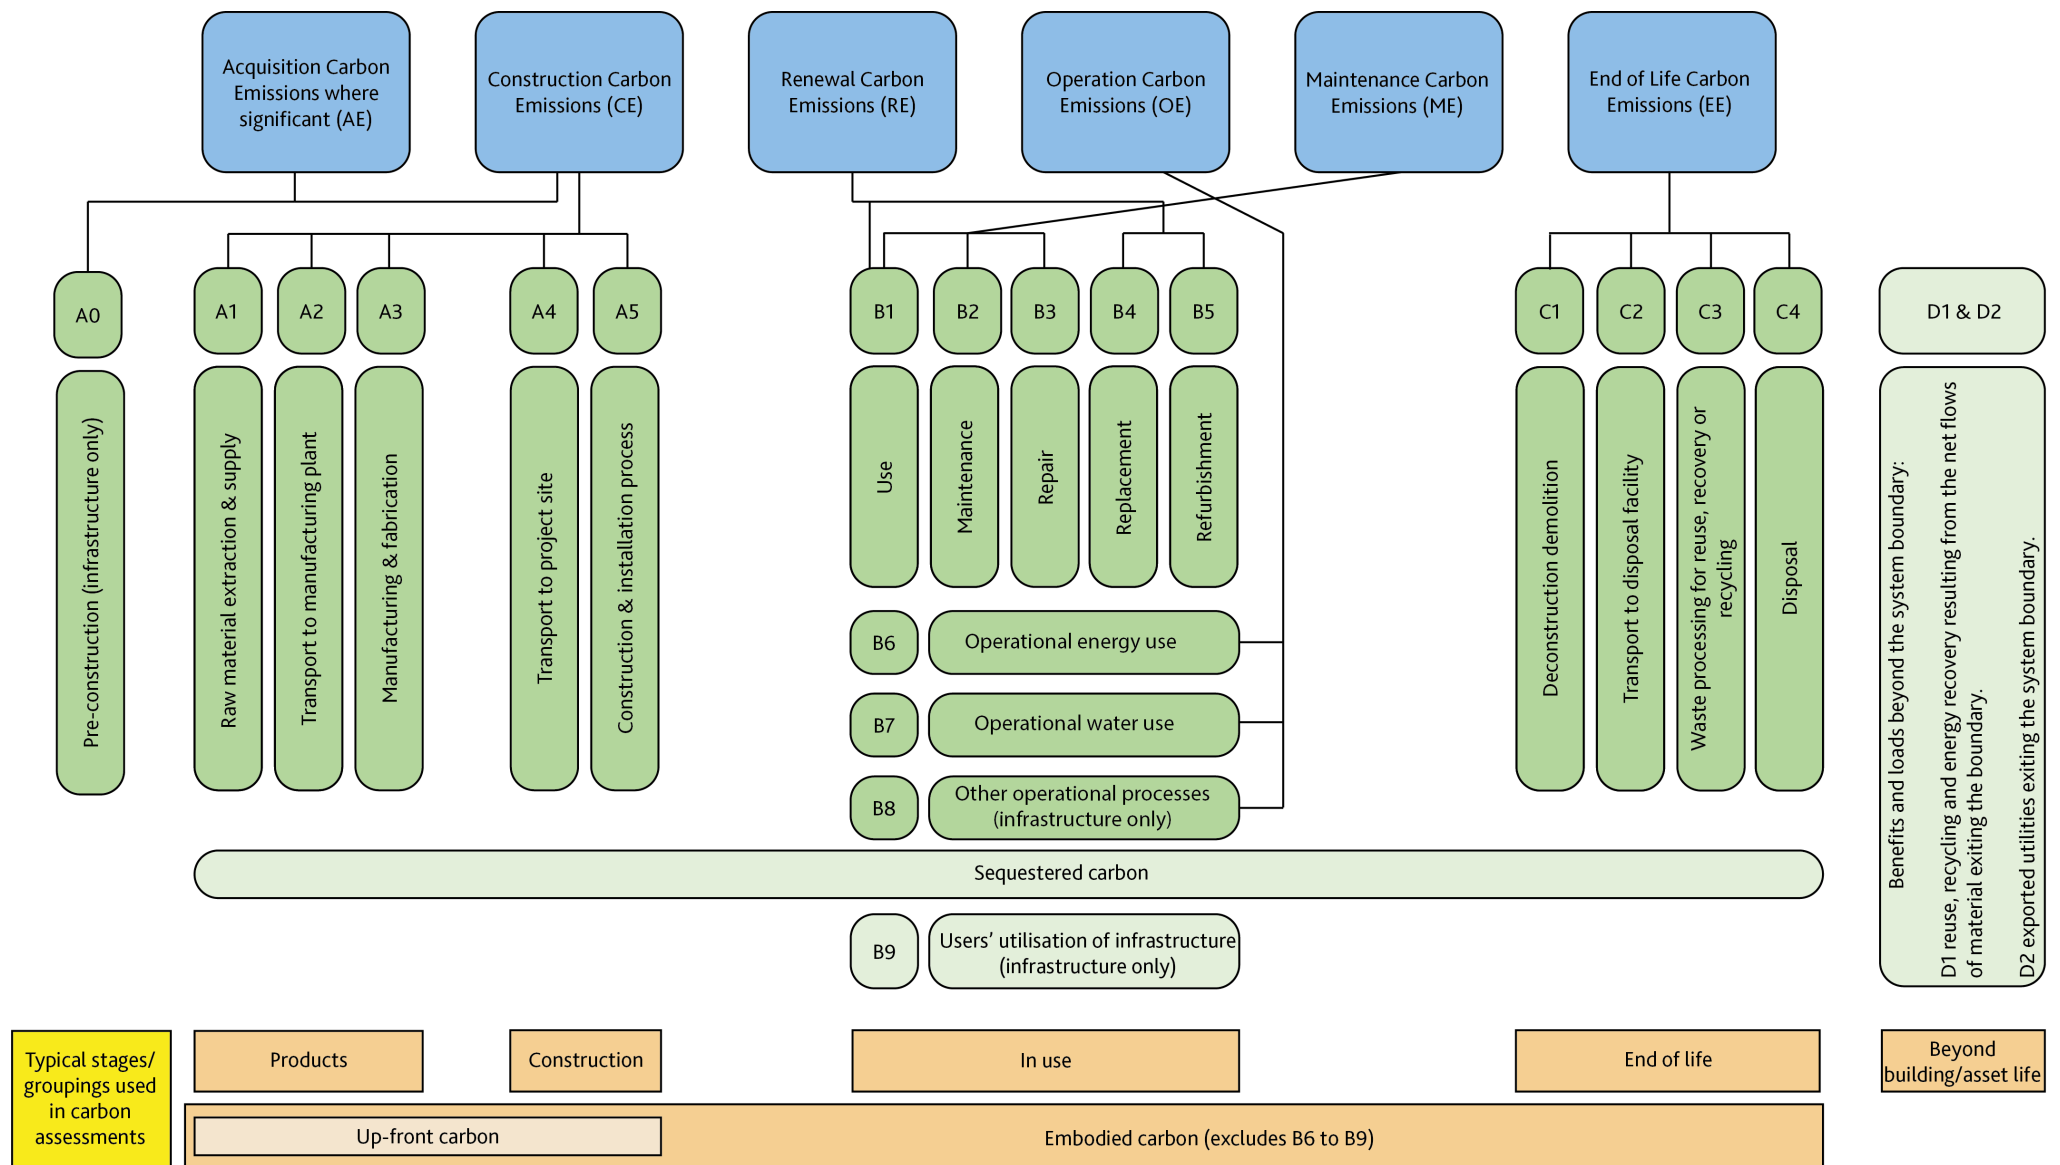 Acquisition Carbon
Emissions where
significant (AE)
Construction Carbon
Emissions (CE)
Renewal Carbon
Emissions (RE)
Operation Carbon
Emissions (OE)
Maintenance Carbon
Emissions (ME)
End of Life Carbon
Emissions (EE)
A0
A1
A2
A3
A4
A5
B1
B2
B3
B4
B5
C1
C2
C3
C4
D1 & D2
Pre-construction (infrastructure only)
Raw material extraction & supply
Transport to manufacturing plant
Manufacturing & fabrication
Transport to project site
Construction & installation process
Use
Maintenance
Repair
Replacement
Refurbishment
Deconstruction demolition
Transport to disposal facility
Waste processing for reuse, recovery or
recycling
Disposal
Benefits and loads beyond the system boundary:
D1 reuse, recycling and energy recovery resulting from the net flows
of material exiting the boundary.
D2 exported utilities exiting the system boundary.
B6
Operational energy use
B7
Operational water use
B8
Other operational processes
(infrastructure only)
Sequestered carbon
B9
Users’ utilisation of infrastructure
(infrastructure only)
Typical stages/
groupings used
in carbon
assessments
Products
Construction
In use
End of life
Beyond
building/asset life
Up-front carbon
Embodied carbon (excludes B6 to B9)